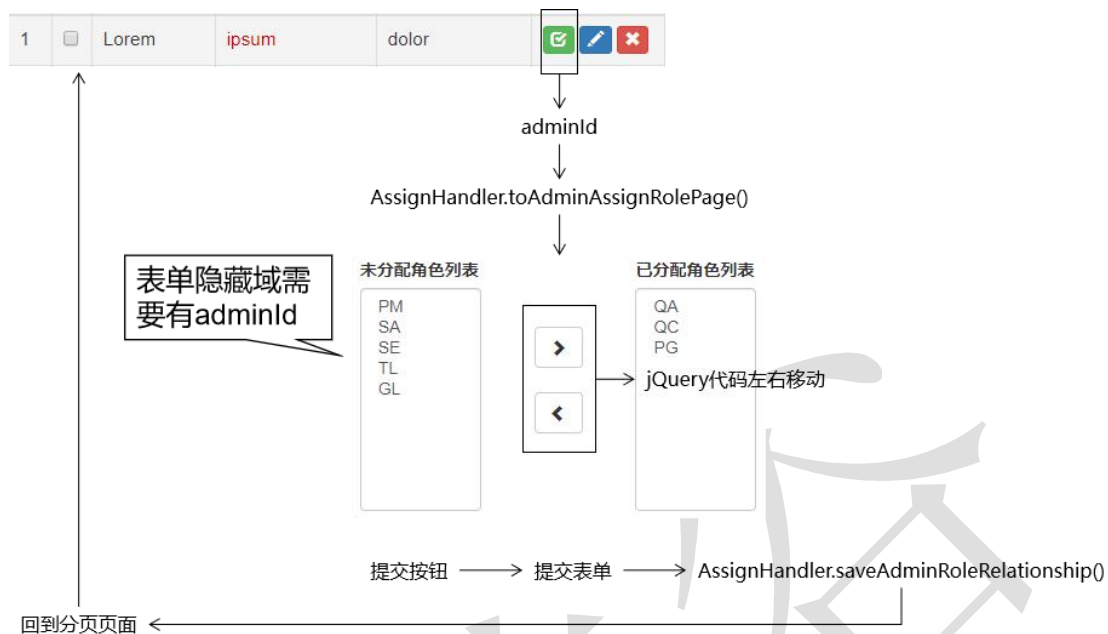 1 Lorem ipsum dolor
adminId
AssignHandler.toAdminAssignRolePage()
表单隐藏域需
要有adminId
未分配角色列表
PM
SA
SE
TL
GL
已分配角色列表
QA
QC
PG
jQuery代码左右移动
提交按钮 提交表单 AssignHandler.saveAdminRoleRelationship()
回到分页页面